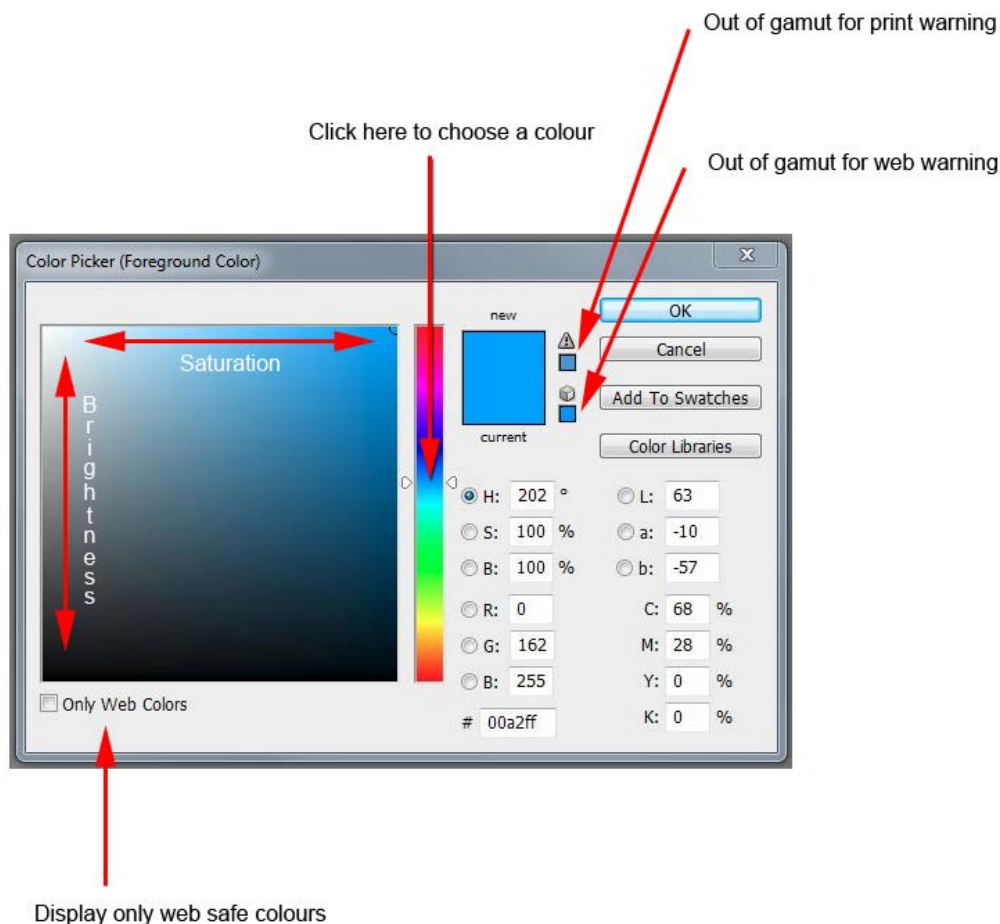 Out of gamut for print warning
Click here to choose a colour
Out of gamut for web warning
Color Picker (Foreground Color)
new
OK
Saturation
Cancel
Brightness
Add To Swatches
current
Color Libraries
H: 202 ° L: 63
S: 100 % a: -10
B: 100 % b: -57
R: 0 C: 68 %
G: 162 M: 28 %
B: 255 Y: 0 %
Only Web Colors
# 00a2ff K: 0 %
Display only web safe colours